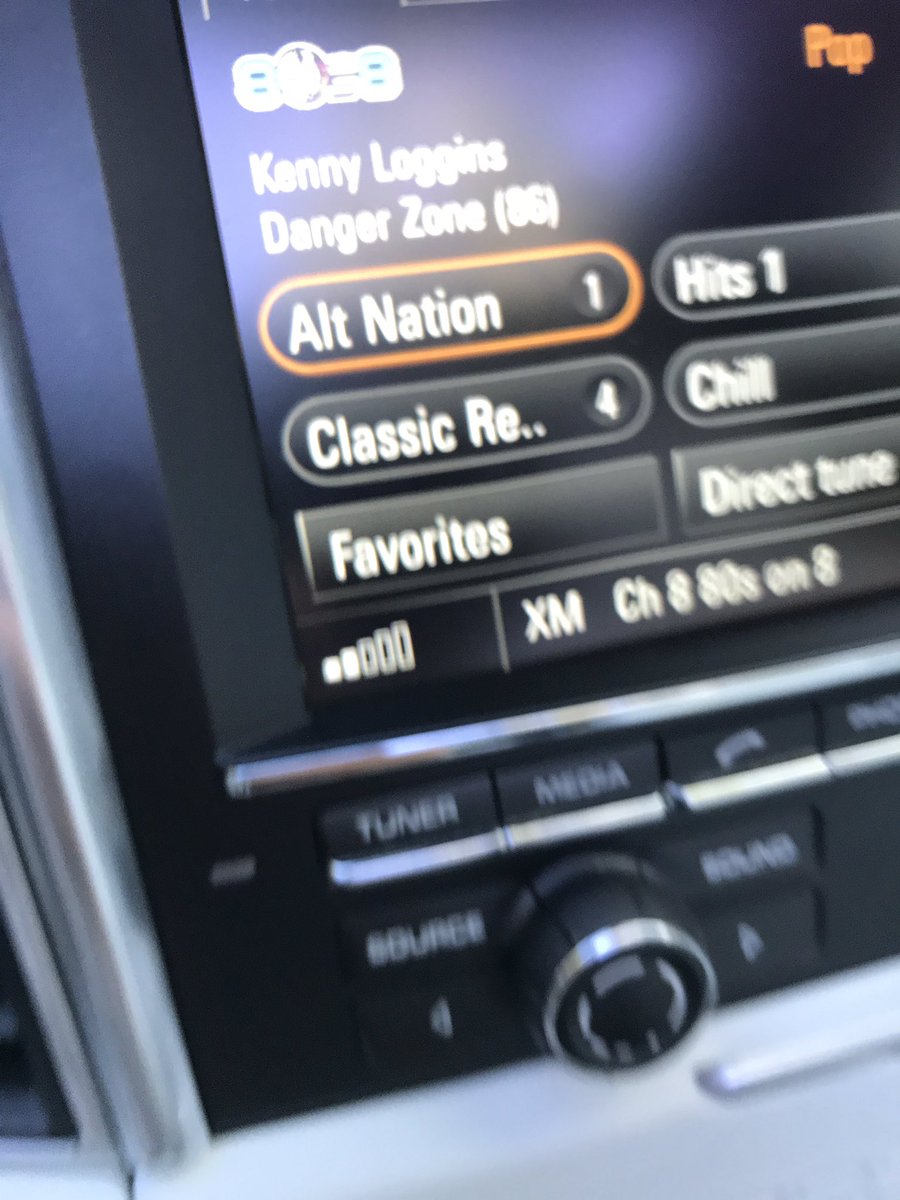 Pop
Kenny Loggins
Danger Zone (86)
Alt Nation 1
Hits 1
Classic Re.. 4
Chill
Favorites
Direct tune
XM Ch 8 80s on 8
TUNER
MEDIA
SOUND
SOURCE